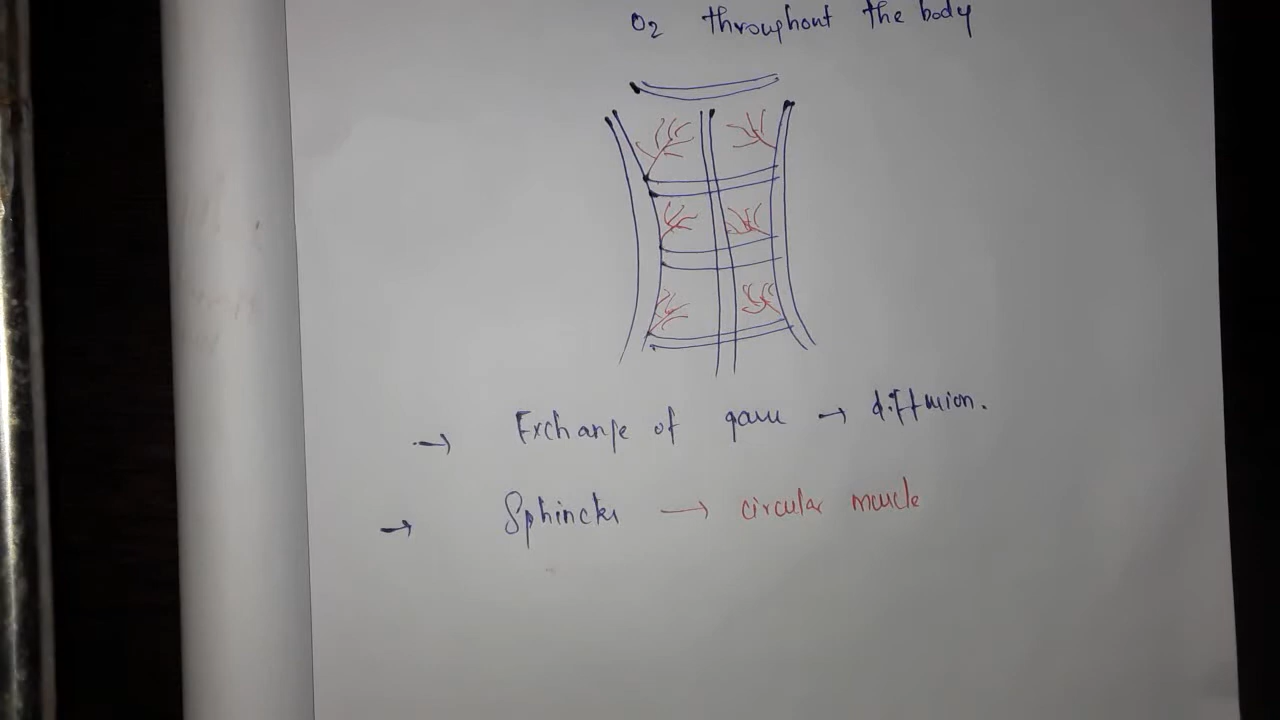 O2 throughout the body
→ Exchange of gases → diffusion.
→ Sphincter → circular muscle